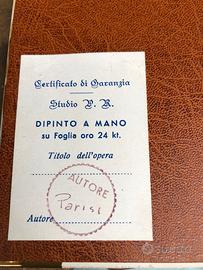 Certificato di Garanzia
Studio P. R.
DIPINTO A MANO
su Foglia oro 24 kt.
Titolo dell'opera
AUTORE
Parisi
Autore
subito